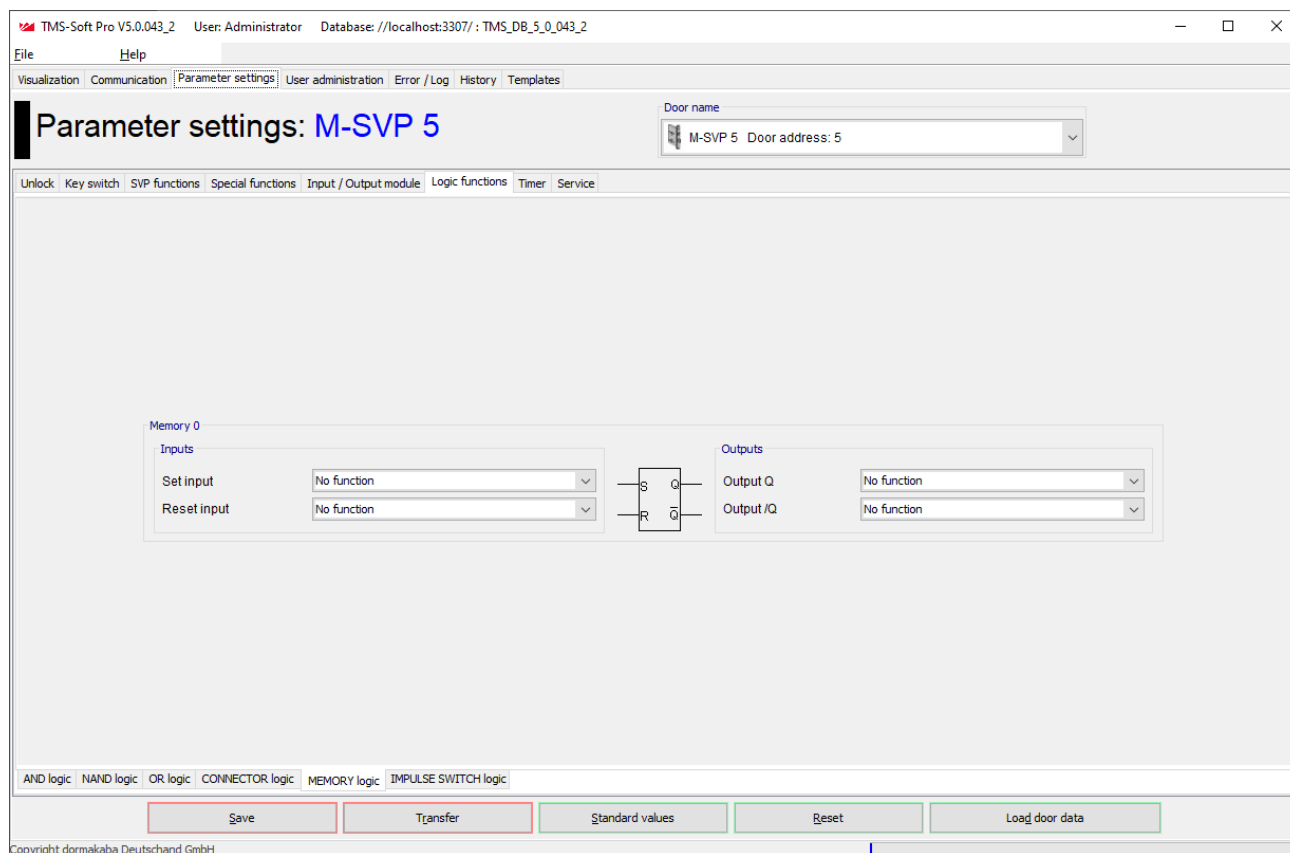 TMS-Soft Pro V5.0.043_2 User: Administrator Database: //localhost:3307/ : TMS_DB_5_0_043_2
File Help
Visualization Communication Parameter settings User administration Error / Log History Templates
Parameter settings: M-SVP 5
Door name
M-SVP 5 Door address: 5
Unlock Key switch SVP functions Special functions Input / Output module Logic functions Timer Service
Memory 0
Inputs
Set input No function
Reset input No function
S Q
R Q̅
Outputs
Output Q No function
Output /Q No function
AND logic NAND logic OR logic CONNECTOR logic MEMORY logic IMPULSE SWITCH logic
Save Transfer Standard values Reset Load door data
Copyright dormakaba Deutschand GmbH